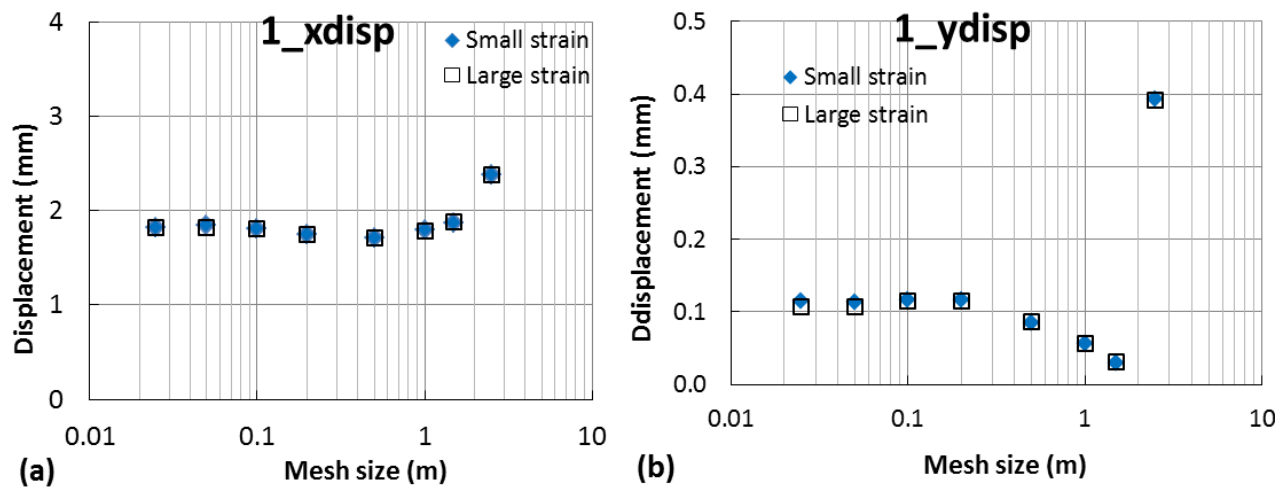 1_xdisp
Small strain
Large strain
4
3
2
1
0
Displacement (mm)
0.01 0.1 1 10
Mesh size (m)
(a)
1_ydisp
Small strain
Large strain
0.5
0.4
0.3
0.2
0.1
0.0
Ddisplacement (mm)
0.01 0.1 1 10
Mesh size (m)
(b)